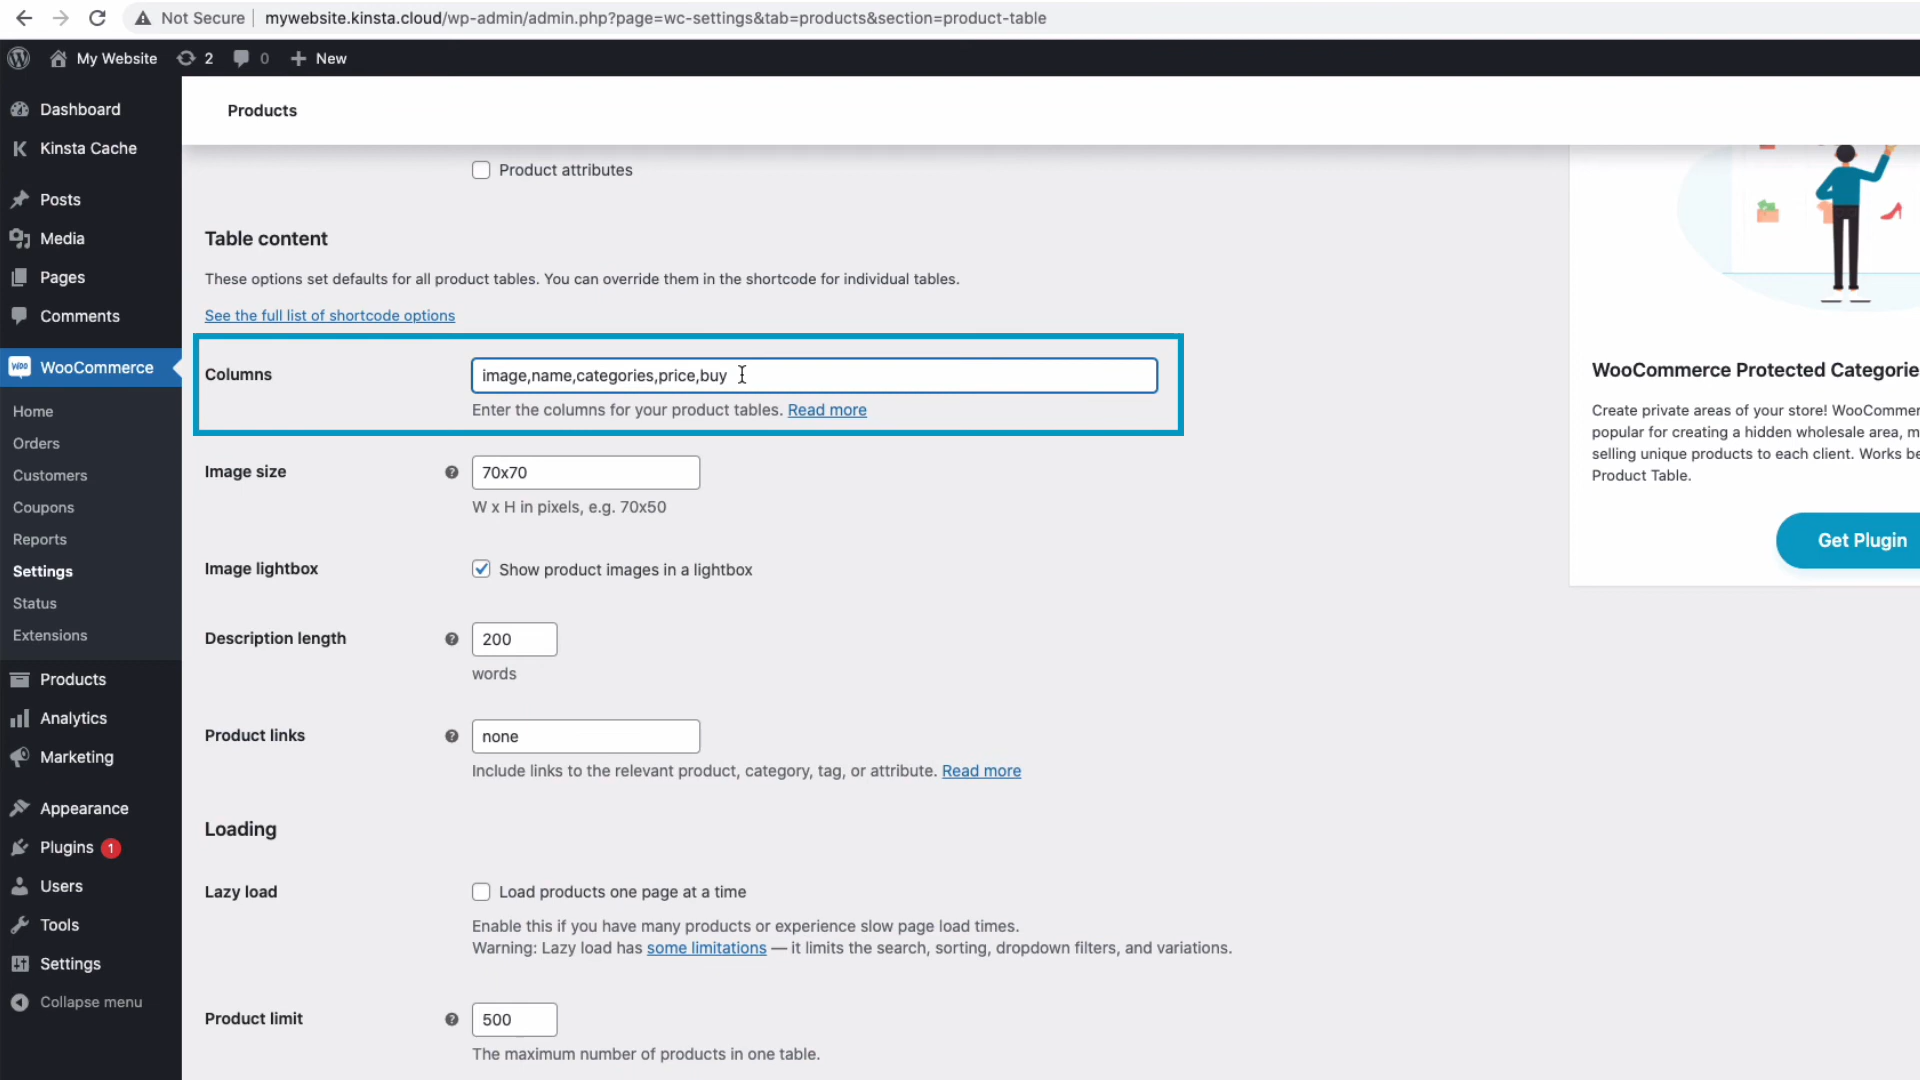 Not Secure | mywebsite.kinsta.cloud/wp-admin/admin.php?page=wc-settings&tab=products&section=product-table
My Website 2 0 New
Dashboard
Kinsta Cache
Posts
Media
Pages
Comments
WOO WooCommerce
Home
Orders
Customers
Coupons
Reports
Settings
Status
Extensions
Products
Analytics
Marketing
Appearance
Plugins 1
Users
Tools
Settings
Collapse menu
Products
Product attributes
Table content
These options set defaults for all product tables. You can override them in the shortcode for individual tables.
See the full list of shortcode options
Columns
image,name,categories,price,buy
Enter the columns for your product tables. Read more
Image size
70x70
W x H in pixels, e.g. 70x50
Image lightbox
Show product images in a lightbox
Description length
200
words
Product links
none
Include links to the relevant product, category, tag, or attribute. Read more
Loading
Lazy load
Load products one page at a time
Enable this if you have many products or experience slow page load times.
Warning: Lazy load has some limitations — it limits the search, sorting, dropdown filters, and variations.
Product limit
500
The maximum number of products in one table.
WooCommerce Protected Categorie
Create private areas of your store! WooCommer
popular for creating a hidden wholesale area, m
selling unique products to each client. Works be
Product Table.
Get Plugin